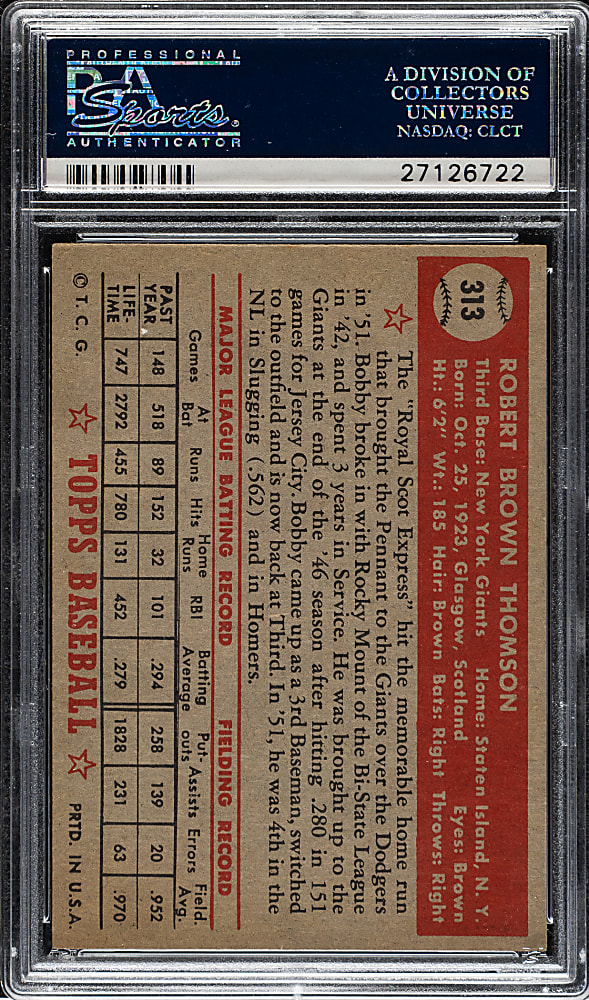 PROFESSIONAL
PSA
Sports
AUTHENTICATOR
A DIVISION OF
COLLECTORS
UNIVERSE
NASDAQ: CLCT
27126722
313
ROBERT BROWN THOMSON
Third Base: New York Giants Home: Staten Island, N. Y.
Born: Oct. 25, 1923, Glasgow, Scotland Eyes: Brown
Ht.: 6'2" Wt.: 185 Hair: Brown Bats: Right Throws: Right
The "Royal Scot Express" hit the memorable home run
that brought the Pennant to the Giants over the Dodgers
in '51. Bobby broke in with Rocky Mount of the Bi-State League
in '42, and spent 3 years in Service. He was brought up to the
Giants at the end of the '46 season after hitting .280 in 151
games for Jersey City. Bobby came up as a 3rd Baseman, switched
to the outfield and is now back at Third. In '51, he was 4th in the
NL in Slugging (.562) and in Homers.
MAJOR LEAGUE BATTING RECORD FIELDING RECORD
Games At Bat Runs Hits Home Runs RBI Batting Average Put-outs Assists Errors Field. Avg.
PAST YEAR 148 518 89 152 32 101 .294 258 139 20 .952
LIFE-TIME 747 2792 455 780 131 452 .279 1828 231 63 .970
© T. C. G. TOPPS BASEBALL PRTD. IN U.S.A.